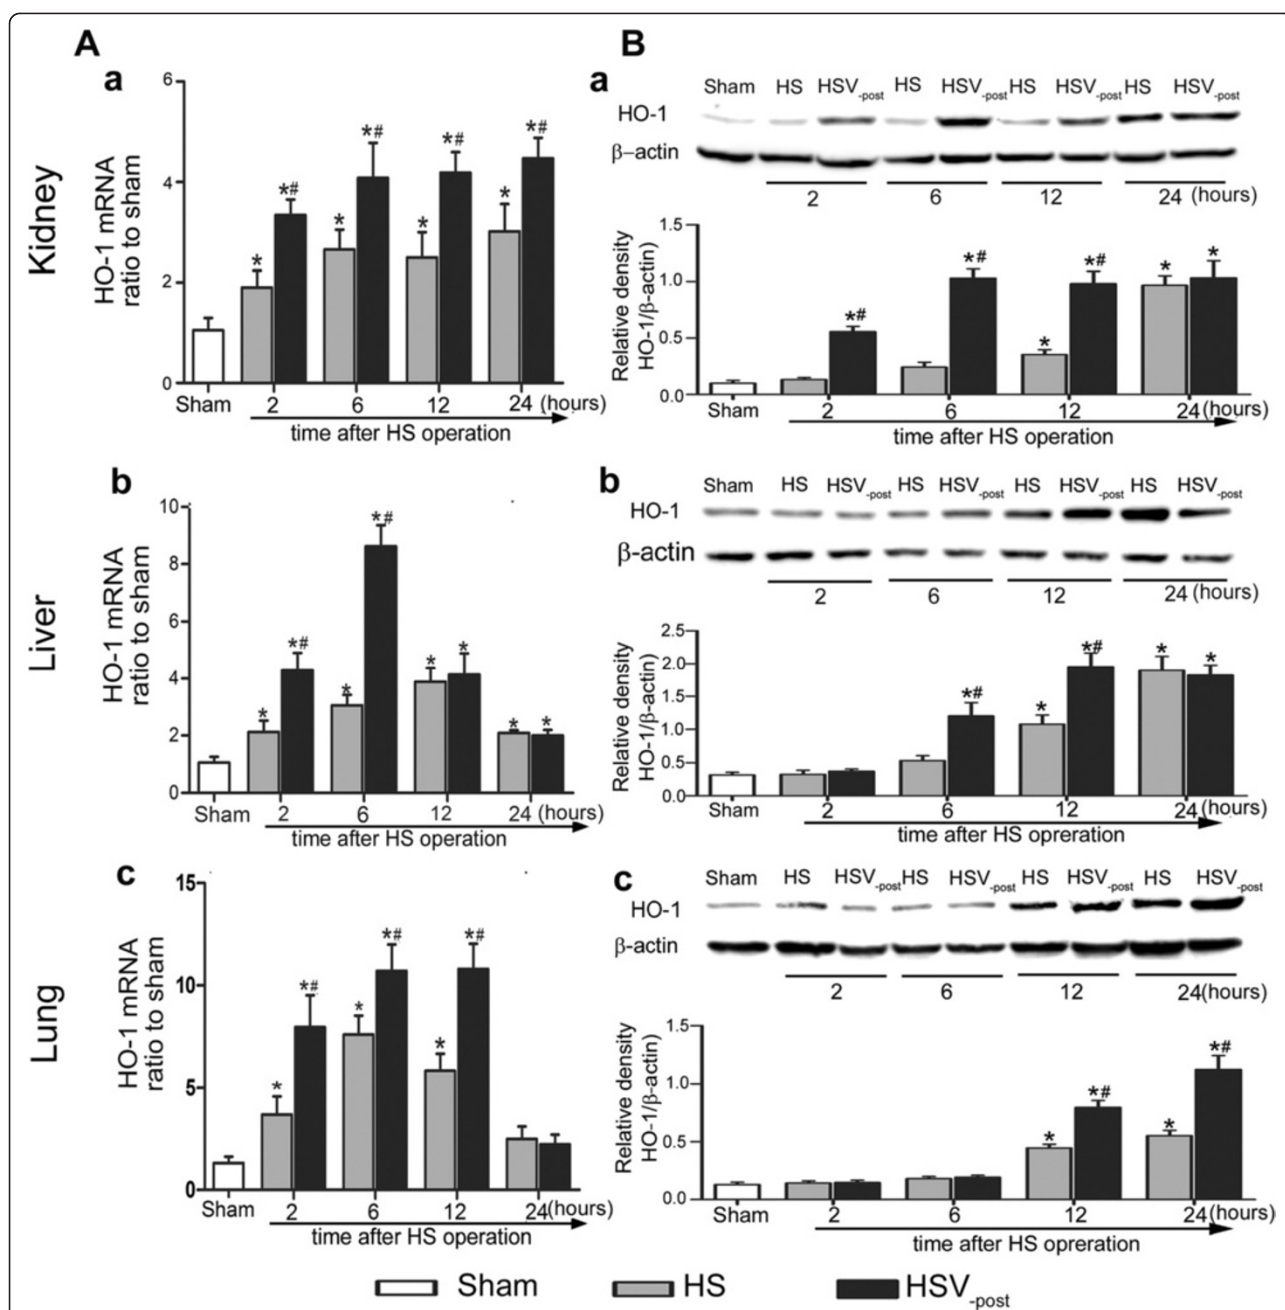 A
a
6
4
2
0
HO-1 mRNA
ratio to sham
Kidney
*
*#
*
*#
*
*#
*
*#
Sham 2 6 12 24 (hours)
time after HS operation
B
a
Sham HS HSV-post HS HSV-post HS HSV-post HS HSV-post
HO-1
β-actin
2 6 12 24 (hours)
1.5
1.0
0.5
0.0
Relative density
HO-1/β-actin)
*#
*#
*
*#
*
*
Sham 2 6 12 24(hours)
time after HS operation
b
10
8
6
4
2
0
HO-1 mRNA
ratio to sham
Liver
*
*#
*
*#
*
*
*
*
Sham 2 6 12 24 (hours)
time after HS operation
b
Sham HS HSV-post HS HSV-post HS HSV-post HS HSV-post
HO-1
β-actin
2 6 12 24 (hours)
2.5
2.0
1.5
1.0
0.5
0.0
Relative density
HO-1/β-actin)
*#
*
*#
*
*
Sham 2 6 12 24 (hours)
time after HS opreration
c
15
10
5
0
HO-1 mRNA
ratio to sham
Lung
*
*#
*
*#
*
*#
Sham 2 6 12 24(hours)
time after HS operation
c
Sham HS HSV-post HS HSV-post HS HSV-post HS HSV-post
HO-1
β-actin
2 6 12 24(hours)
1.5
1.0
0.5
0.0
Relative density
HO-1/β-actin)
*
*#
*
*#
Sham 2 6 12 24(hours)
time after HS opreration
Sham HS HSV-post